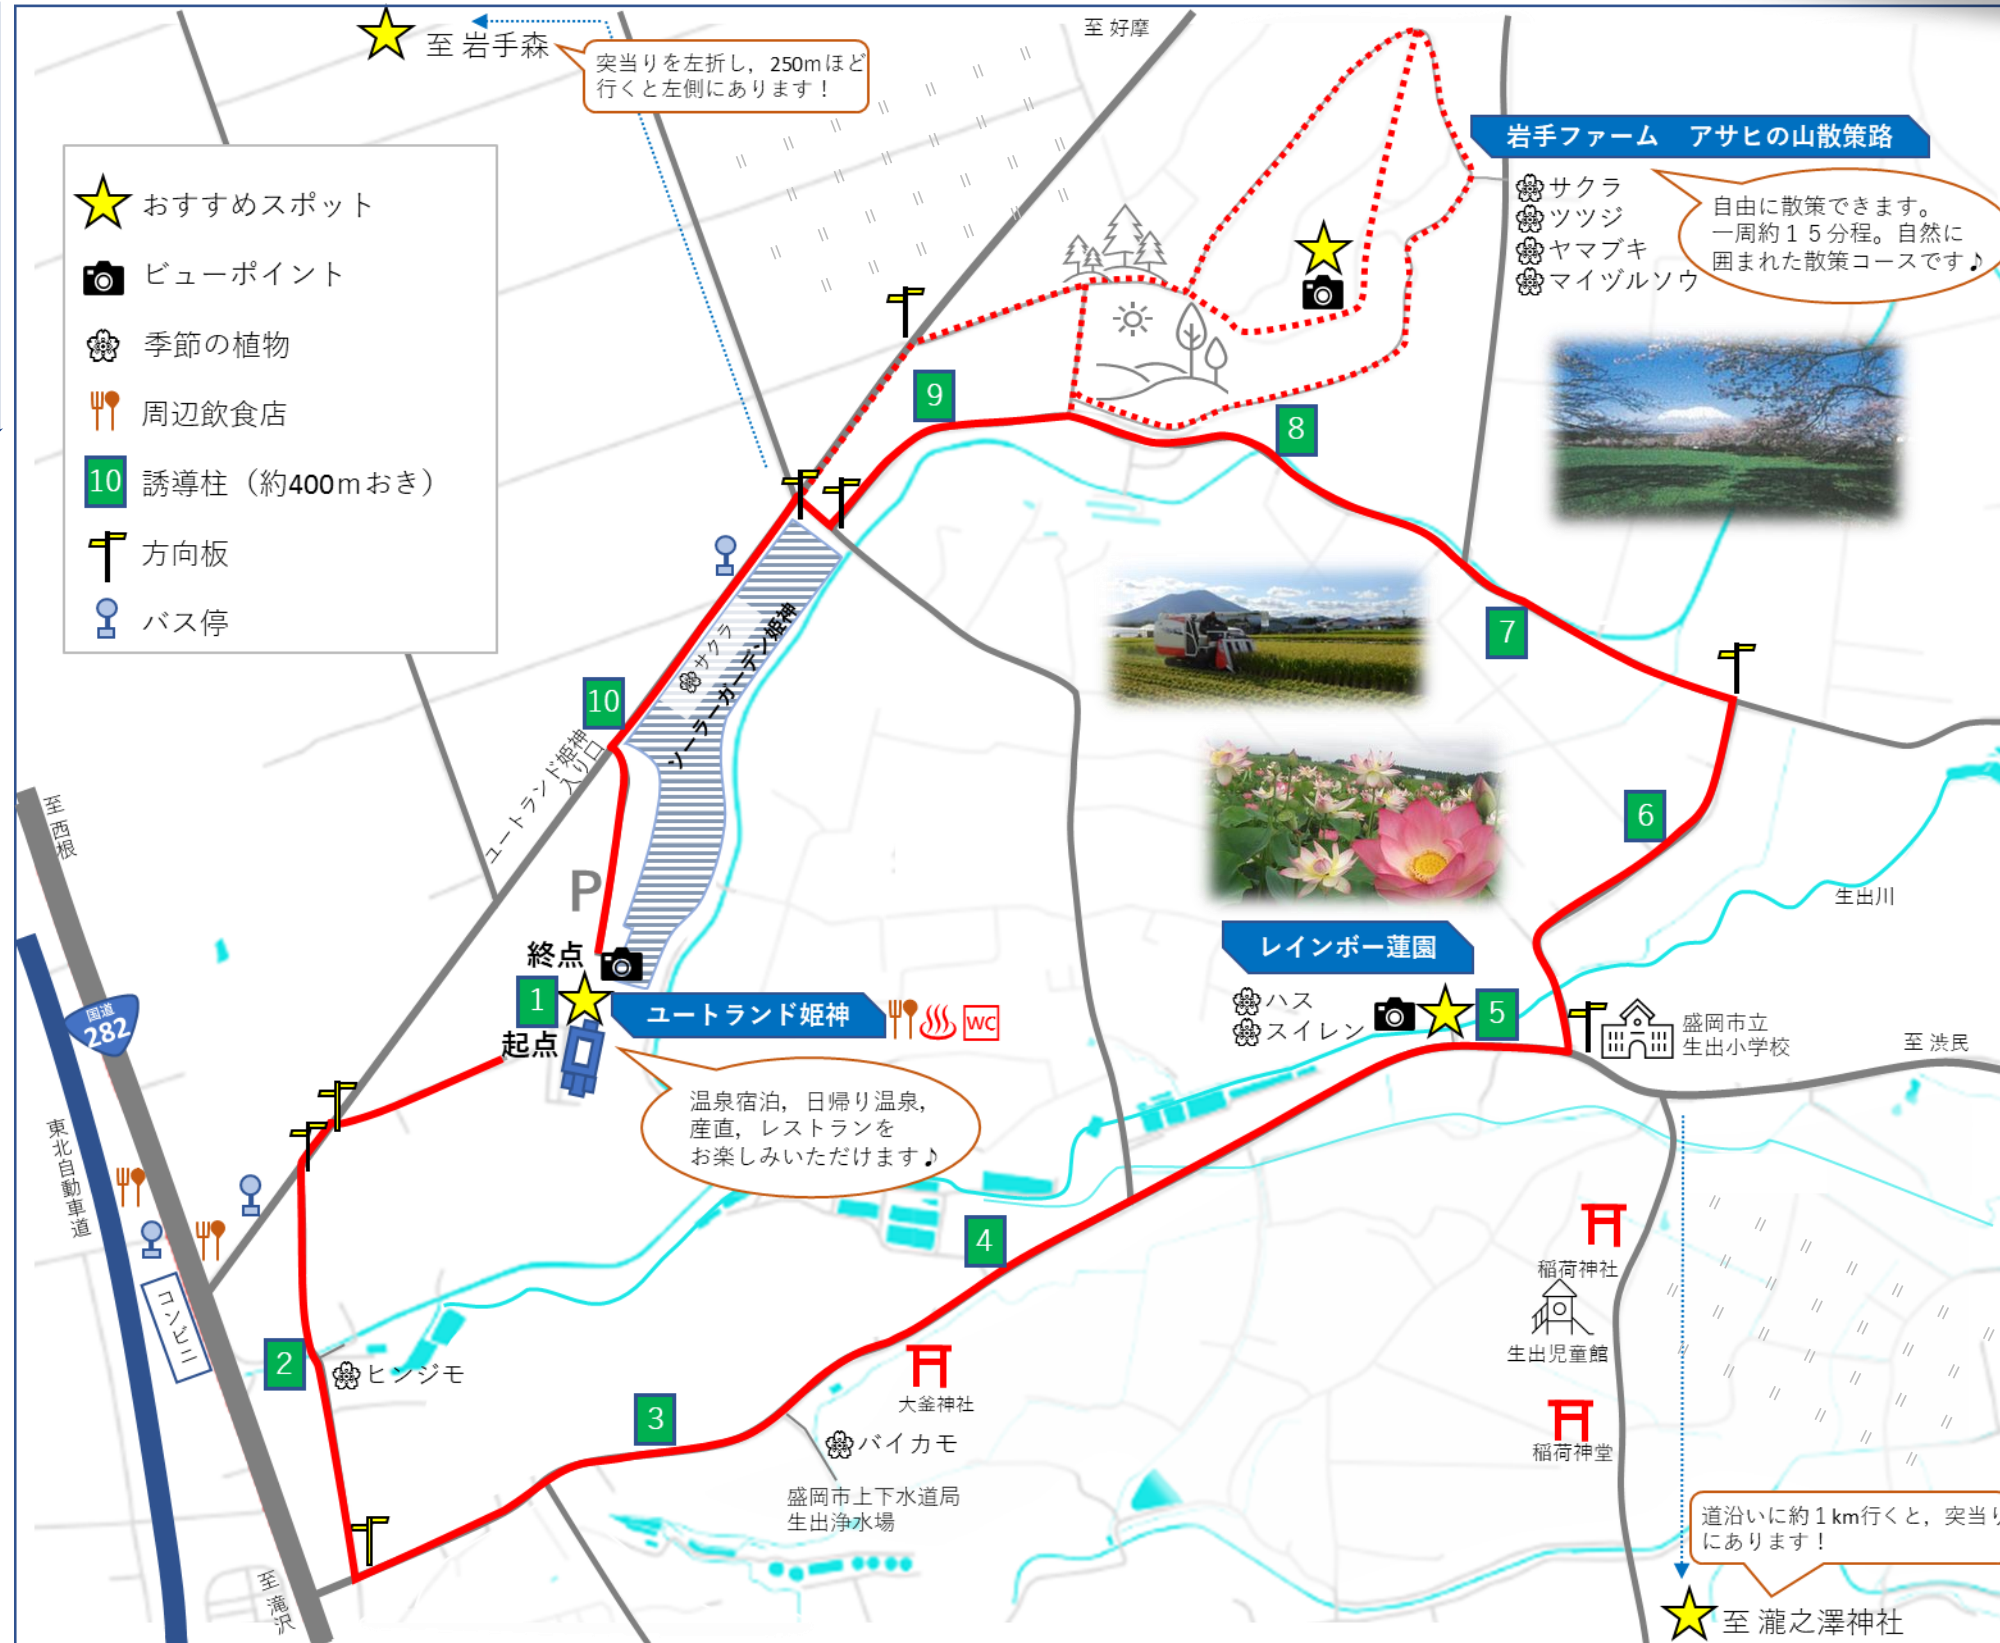 至 岩手森
突当りを左折し，250mほど
行くと左側にあります！
至 好摩
おすすめスポット
ビューポイント
季節の植物
周辺飲食店
10 誘導柱（約400ｍおき）
方向板
バス停
岩手ファーム　アサヒの山散策路
サクラ
ツツジ
ヤマブキ
マイヅルソウ
自由に散策できます。
一周約１５分程。自然に
囲まれた散策コースです♪
9
8
7
10
サクラ
ソーラーガーデン姫神
ユートランド姫神
入り口
6
至 西根
P
生出川
終点
1
起点
ユートランド姫神
WC
温泉宿泊，日帰り温泉，
産直，レストランを
お楽しみいただけます♪
レインボー蓮園
ハス
スイレン
5
盛岡市立
生出小学校
至 渋民
国道
282
東北自動車道
コンビニ
4
稲荷神社
生出児童館
稲荷神堂
2
ヒンジモ
大釜神社
3
バイカモ
盛岡市上下水道局
生出浄水場
至 滝沢
道沿いに約１km行くと，突当り
にあります！
至 瀧之澤神社